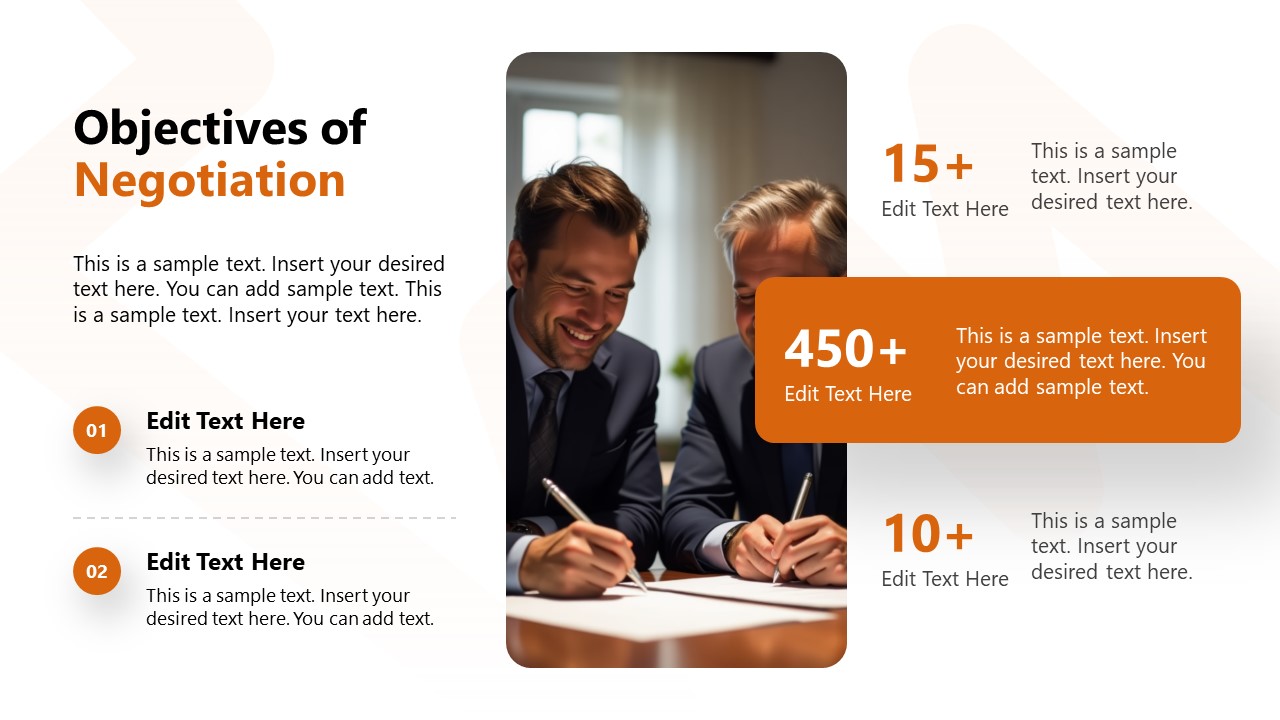 Objectives of
Negotiation
This is a sample text. Insert your desired
text here. You can add sample text. This
is a sample text. Insert your text here.
01
Edit Text Here
This is a sample text. Insert your
desired text here. You can add text.
02
Edit Text Here
This is a sample text. Insert your
desired text here. You can add text.
15+
Edit Text Here
This is a sample
text. Insert your
desired text here.
450+
Edit Text Here
This is a sample text. Insert
your desired text here. You
can add sample text.
10+
Edit Text Here
This is a sample
text. Insert your
desired text here.